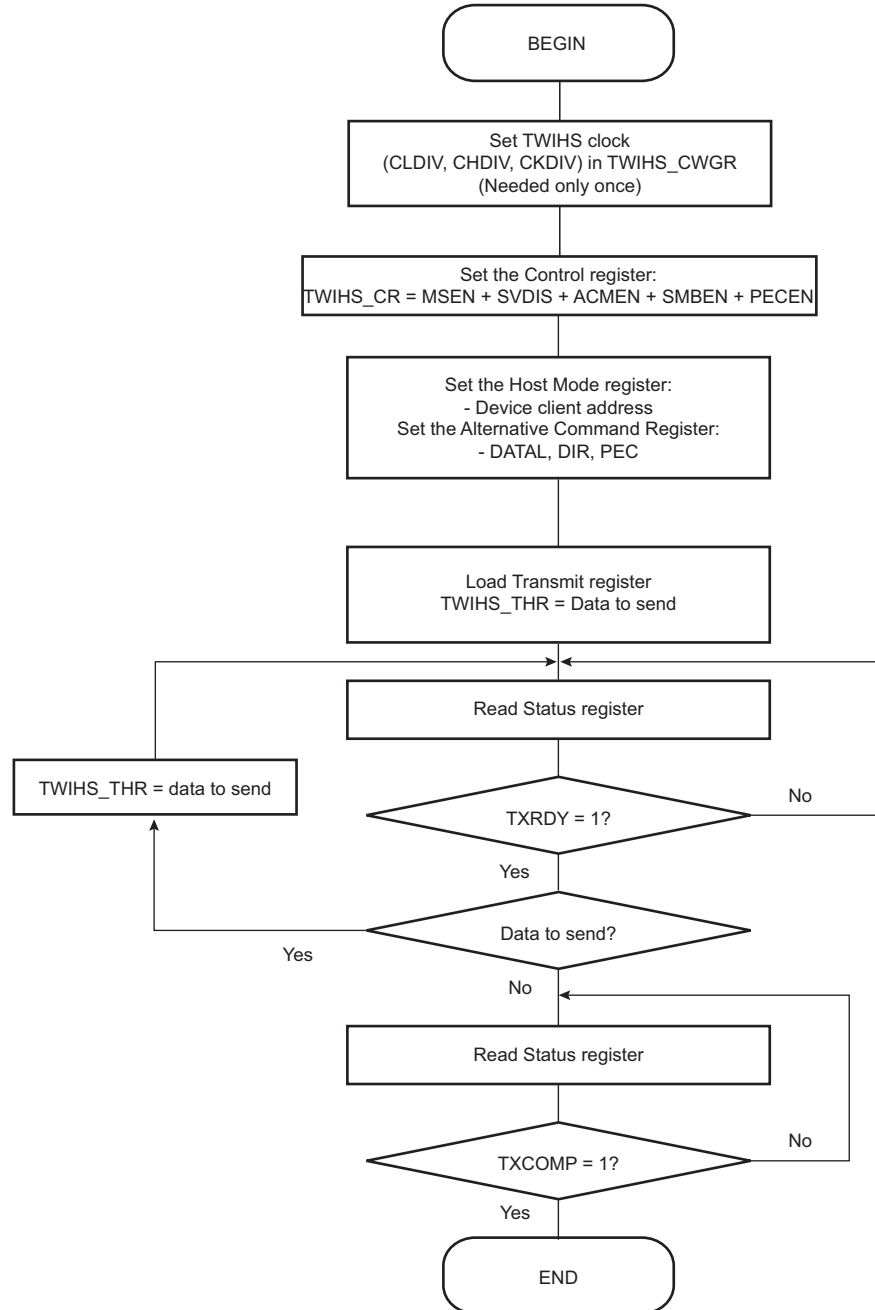 BEGIN
Set TWIHS clock
(CLDIV, CHDIV, CKDIV) in TWIHS_CWGR
(Needed only once)
Set the Control register:
TWIHS_CR = MSEN + SVDIS + ACMEN + SMBEN + PECEN
Set the Host Mode register:
- Device client address
Set the Alternative Command Register:
- DATAL, DIR, PEC
Load Transmit register
TWIHS_THR = Data to send
Read Status register
TWIHS_THR = data to send
TXRDY = 1?
No
Yes
Data to send?
Yes
No
Read Status register
TXCOMP = 1?
No
Yes
END